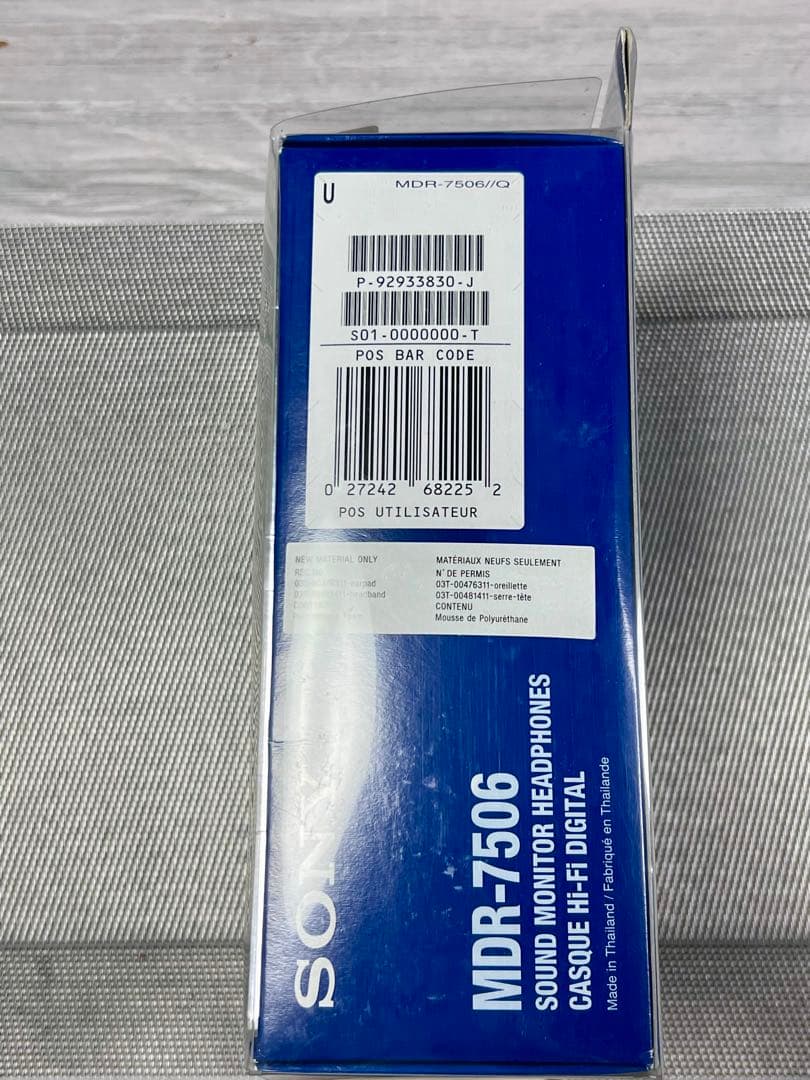 U
MDR-7506//Q
P-92933830-J
S01-0000000-T
POS BAR CODE
0 27242 68225 2
POS UTILISATEUR
NEW MATERIAL ONLY
MATÉRIAUX NEUFS SEULEMENT
N° DE PERMIS
03T-00476311-oreillette
03T-00481411-serre-tête
CONTENU
Mousse de Polyuréthane
SONY
MDR-7506
SOUND MONITOR HEADPHONES
CASQUE Hi-Fi DIGITAL
Made in Thailand / Fabriqué en Thaïlande